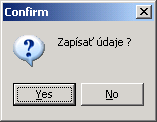 Confirm
Zapísať údaje ?
Yes
No